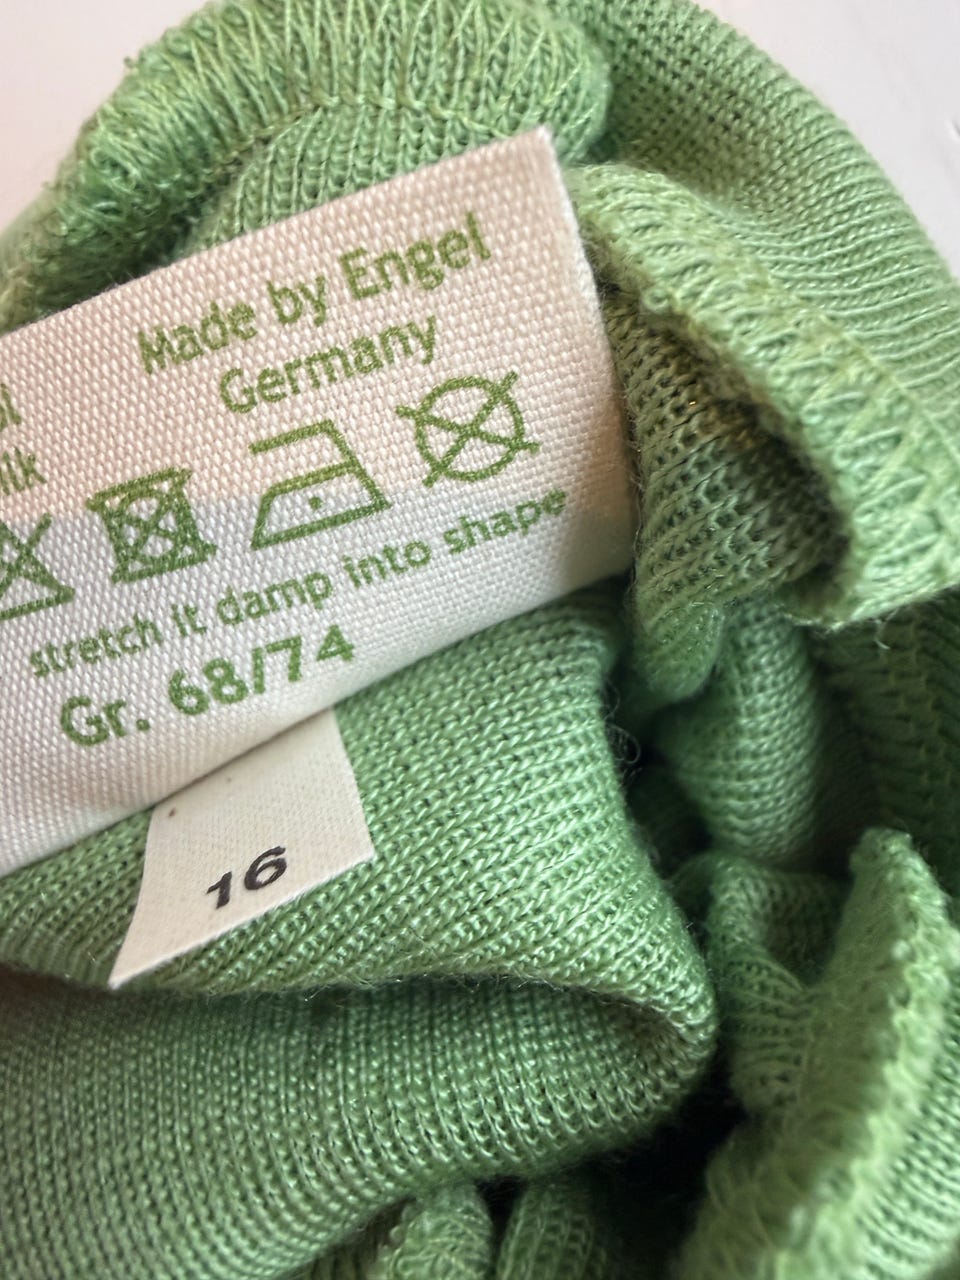 Made by Engel
Germany
stretch it damp into shape
Gr. 68/74
16